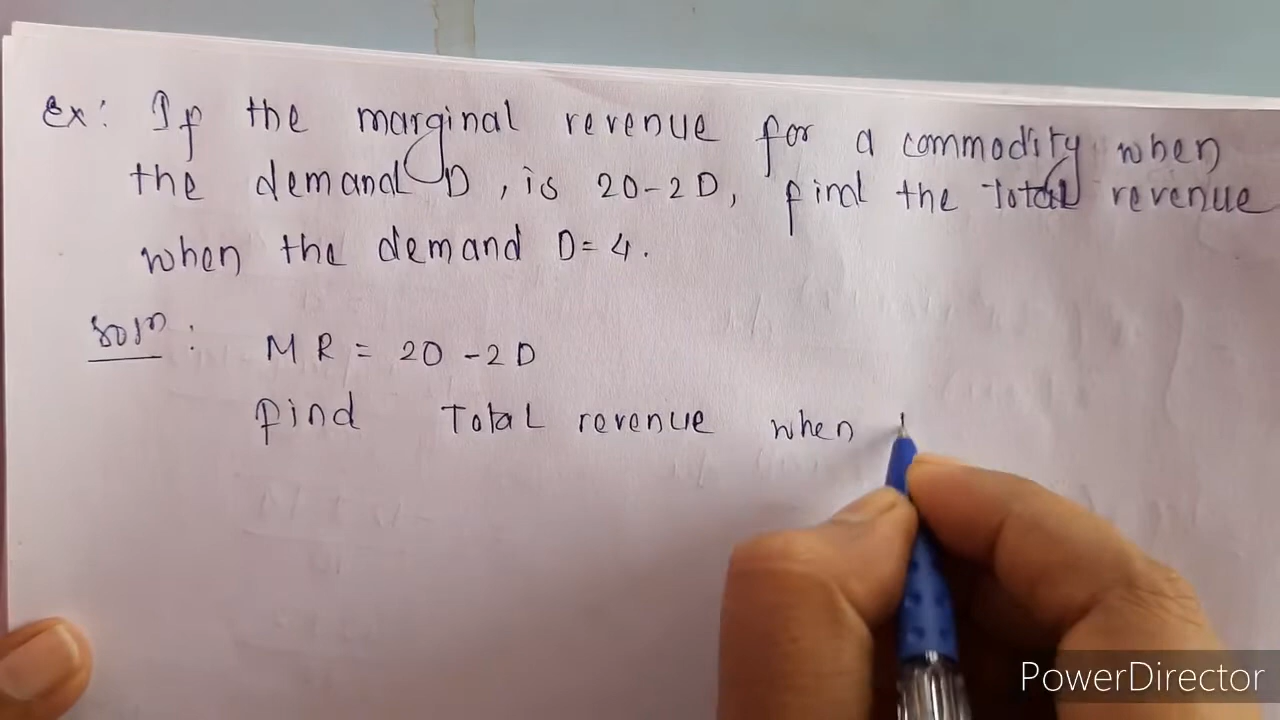 Ex: If the marginal revenue for a commodity when
the demand D, is 20-2D, find the Total revenue
when the demand D=4.
Soln:
MR = 20 -2D
find Total revenue when
PowerDirector